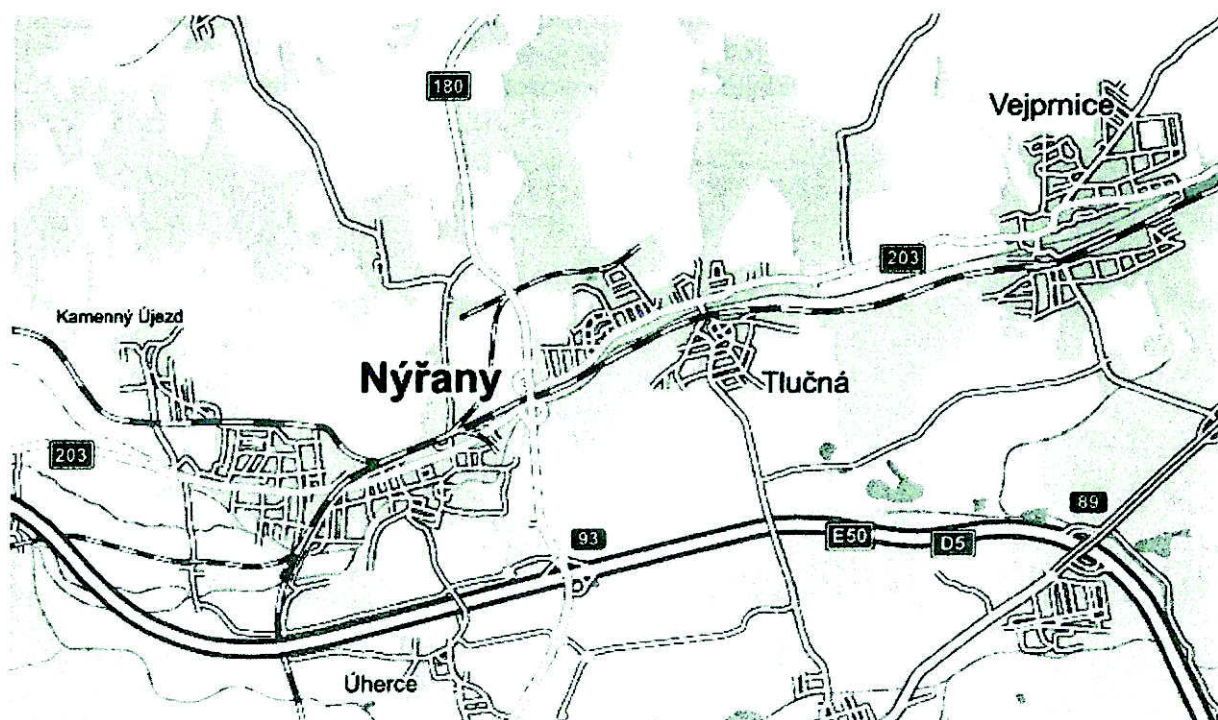 180
Vejprnice
203
Kamenný Újezd
Nýřany
Tlučná
203
93
E50
D5
89
Úherce